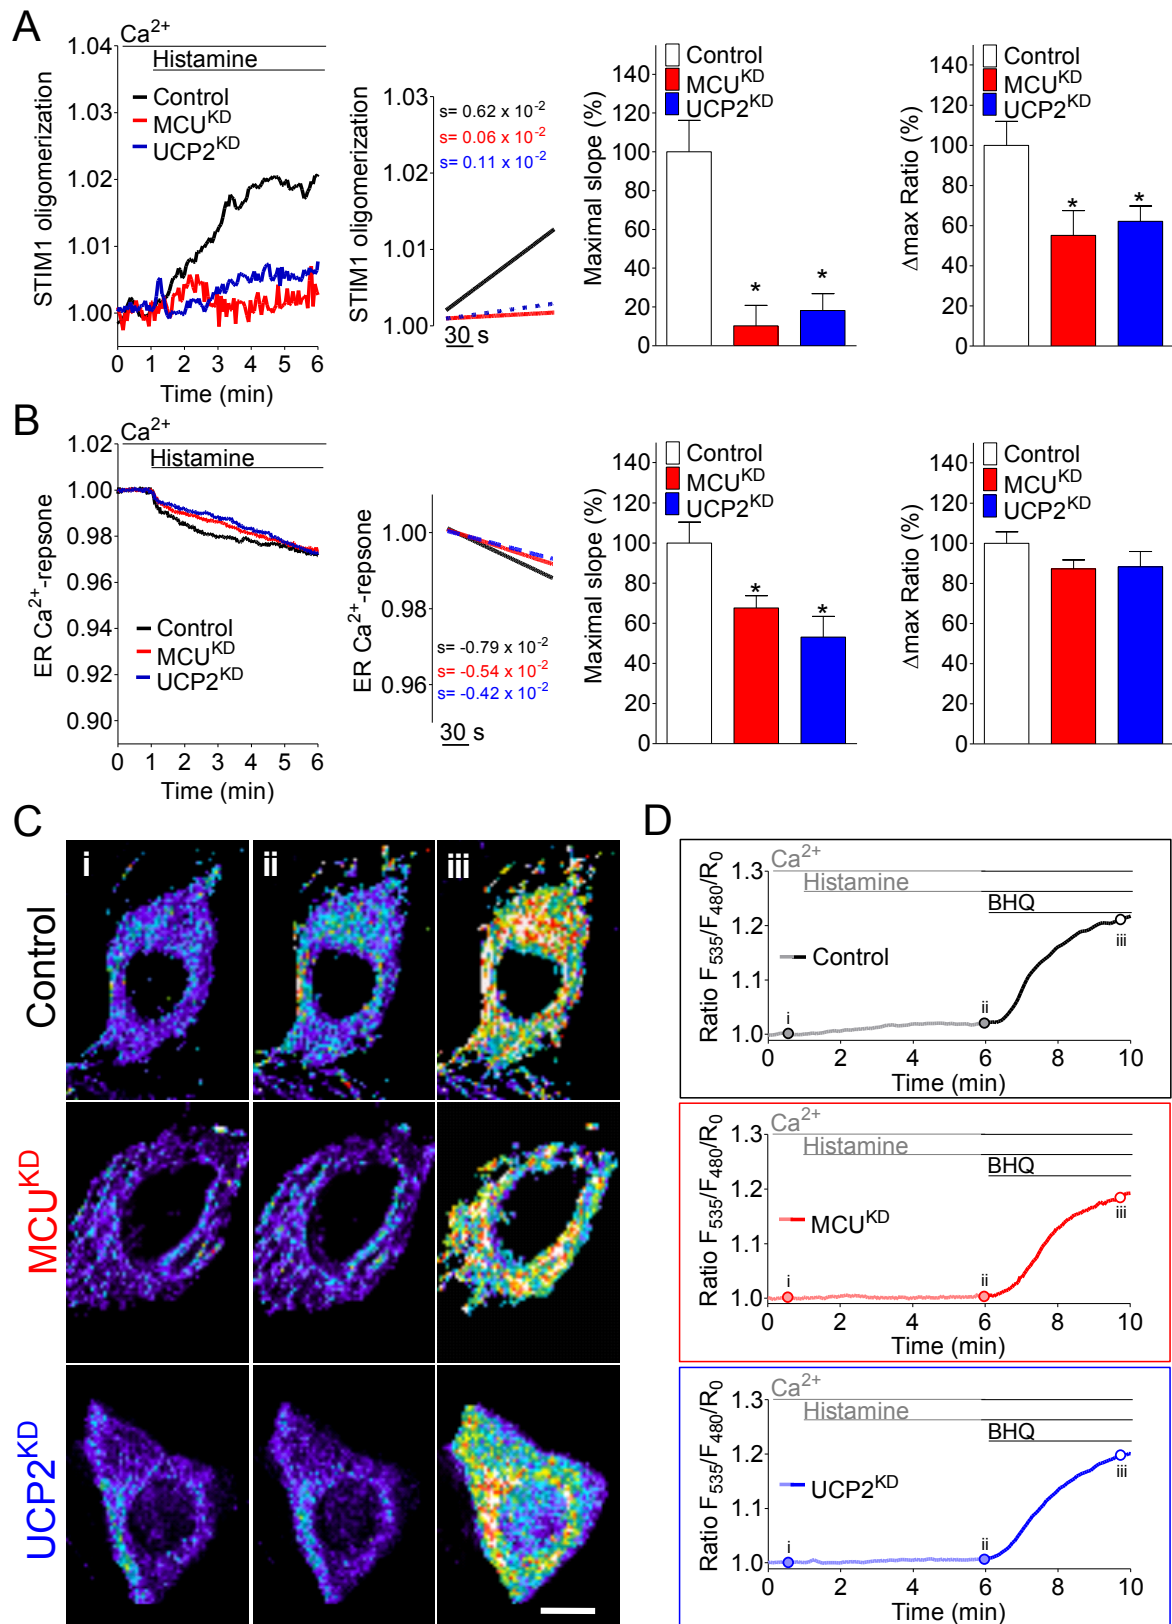 A
Ca2+
Histamine
Control
MCUKD
UCP2KD
1.04
1.03
1.02
1.01
1.00
STIM1 oligomerization
0 1 2 3 4 5 6
Time (min)
1.03
1.02
1.01
1.00
STIM1 oligomerization
s= 0.62 x 10-2
s= 0.06 x 10-2
s= 0.11 x 10-2
30 s
Control
MCUKD
UCP2KD
140
120
100
80
60
40
20
0
Maximal slope (%)
* *
Control
MCUKD
UCP2KD
140
120
100
80
60
40
20
0
Δmax Ratio (%)
* *
B
Ca2+
Histamine
1.02
1.00
0.98
0.96
0.94
0.92
0.90
ER Ca2+-repsone
Control
MCUKD
UCP2KD
0 1 2 3 4 5 6
Time (min)
1.00
0.98
0.96
ER Ca2+-repsone
s= -0.79 x 10-2
s= -0.54 x 10-2
s= -0.42 x 10-2
30 s
Control
MCUKD
UCP2KD
140
120
100
80
60
40
20
0
Maximal slope (%)
* *
Control
MCUKD
UCP2KD
140
120
100
80
60
40
20
0
Δmax Ratio (%)
C
i ii iii
Control
MCUKD
UCP2KD
D
Ca2+
Histamine
BHQ
1.3
1.2
1.1
1.0
Ratio F535/F480/R0
Control
i ii iii
0 2 4 6 8 10
Time (min)
Ca2+
Histamine
BHQ
1.3
1.2
1.1
1.0
Ratio F535/F480/R0
MCUKD
i ii iii
0 2 4 6 8 10
Time (min)
Ca2+
Histamine
BHQ
1.3
1.2
1.1
1.0
Ratio F535/F480/R0
UCP2KD
i ii iii
0 2 4 6 8 10
Time (min)